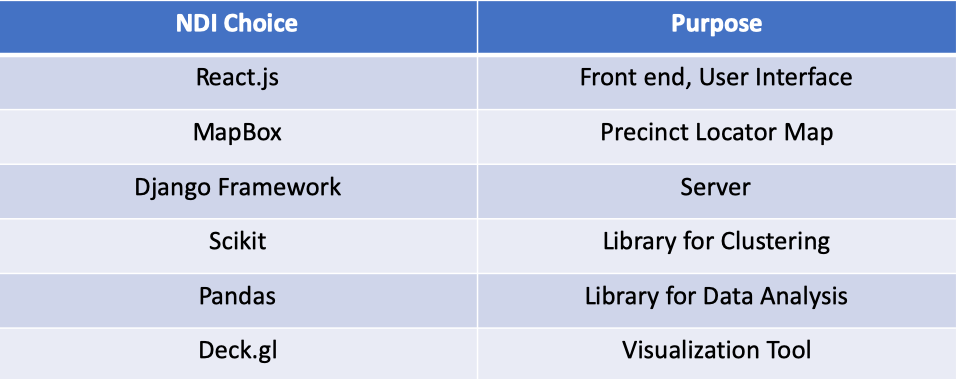 NDI Choice Purpose
React.js Front end, User Interface
MapBox Precinct Locator Map
Django Framework Server
Scikit Library for Clustering
Pandas Library for Data Analysis
Deck.gl Visualization Tool